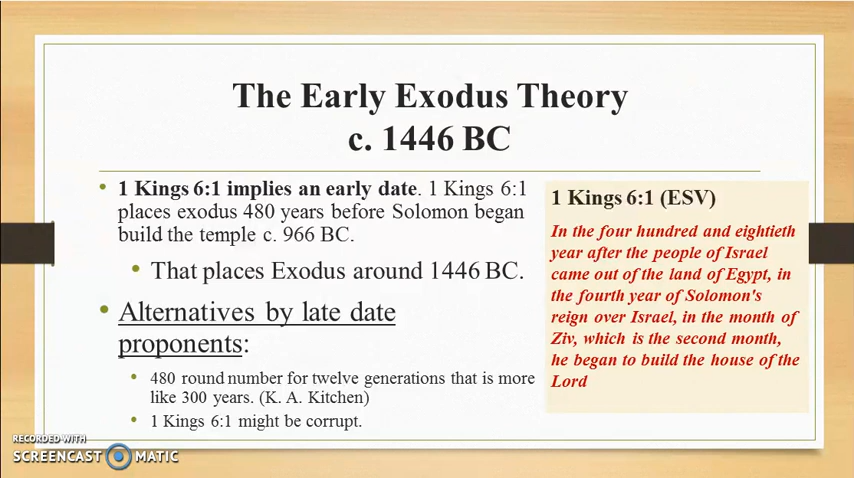 The Early Exodus Theory
c. 1446 BC
• 1 Kings 6:1 implies an early date. 1 Kings 6:1
places exodus 480 years before Solomon began
build the temple c. 966 BC.
• That places Exodus around 1446 BC.
• Alternatives by late date
proponents:
• 480 round number for twelve generations that is more
like 300 years. (K. A. Kitchen)
• 1 Kings 6:1 might be corrupt.
1 Kings 6:1 (ESV)
In the four hundred and eightieth
year after the people of Israel
came out of the land of Egypt, in
the fourth year of Solomon's
reign over Israel, in the month of
Ziv, which is the second month,
he began to build the house of the
Lord
RECORDED WITH
SCREENCAST MATIC